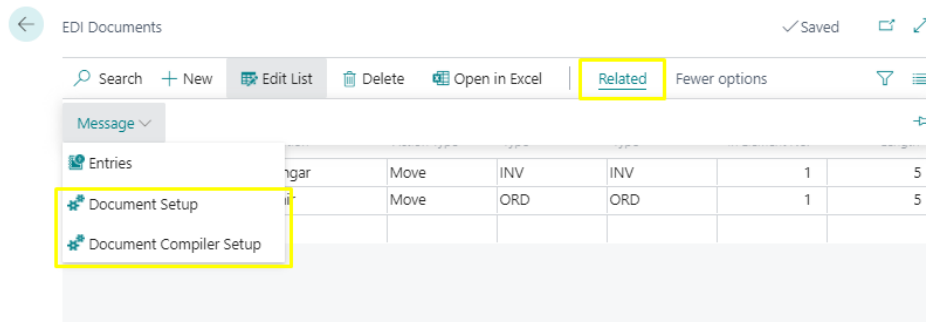 EDI Documents
Saved
Search
New
Edit List
Delete
Open in Excel
Related
Fewer options
Message
Entries
ngar Move INV INV 1 5
Document Setup
Move ORD ORD 1 5
Document Compiler Setup